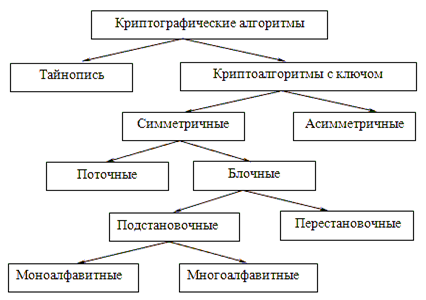 Криптографические алгоритмы
Тайнопись
Криптоалгоритмы с ключом
Симметричные
Асимметричные
Поточные
Блочные
Подстановочные
Перестановочные
Моноалфавитные
Многоалфавитные